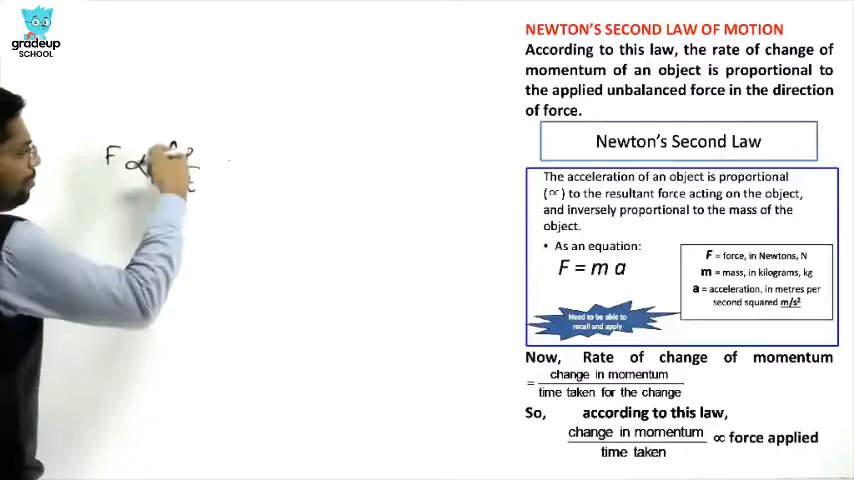 gradeup
SCHOOL
F ∝
NEWTON'S SECOND LAW OF MOTION
According to this law, the rate of change of
momentum of an object is proportional to
the applied unbalanced force in the direction
of force.
Newton's Second Law
The acceleration of an object is proportional
(∝) to the resultant force acting on the object,
and inversely proportional to the mass of the
object.
• As an equation:
F = m a
F = force, in Newtons, N
m = mass, in kilograms, kg
a = acceleration, in metres per
second squared m/s²
Need to be able to
recall and apply
Now, Rate of change of momentum
= change in momentum
time taken for the change
So, according to this law,
change in momentum
time taken
∝ force applied